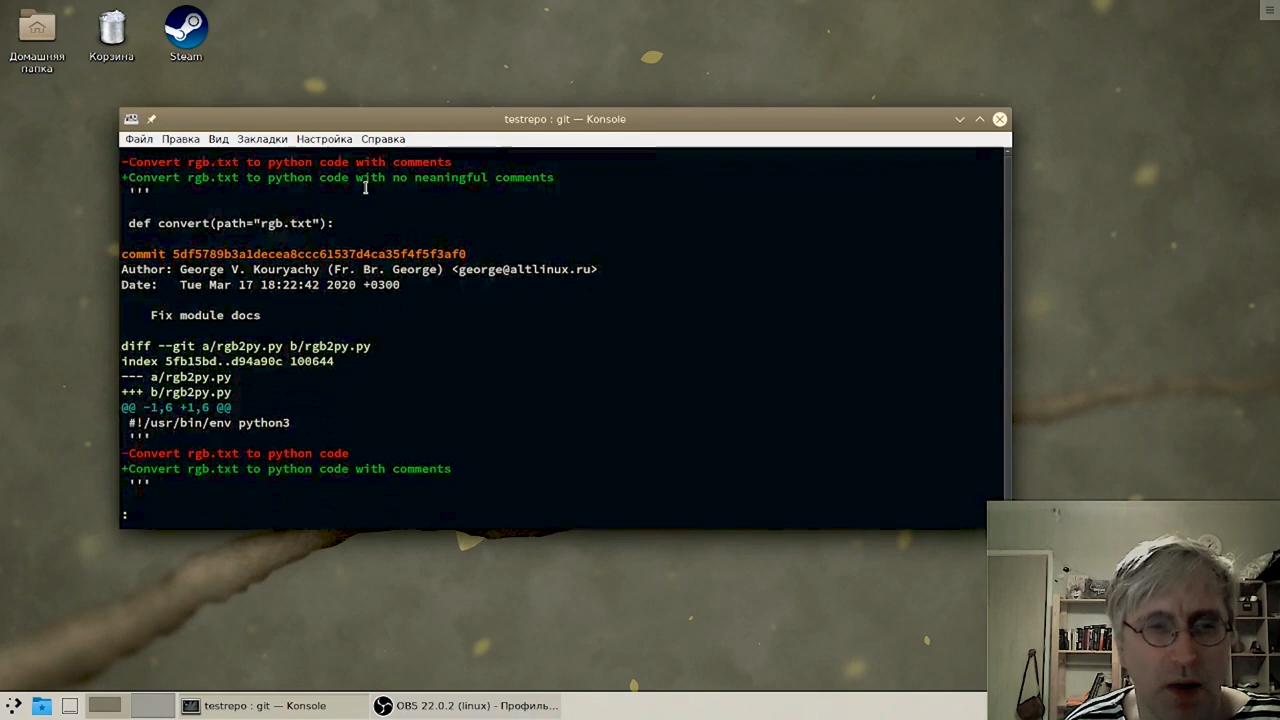 Домашняя
папка
Корзина
Steam
testrepo : git — Konsole
Файл Правка Вид Закладки Настройка Справка
-Convert rgb.txt to python code with comments
+Convert rgb.txt to python code with no neaningful comments
'''
def convert(path="rgb.txt"):
commit 5df5789b3a1decea8ccc61537d4ca35f4f5f3af0
Author: George V. Kouryachy (Fr. Br. George) <george@altlinux.ru>
Date:   Tue Mar 17 18:22:42 2020 +0300
Fix module docs
diff --git a/rgb2py.py b/rgb2py.py
index 5fb15bd..d94a90c 100644
--- a/rgb2py.py
+++ b/rgb2py.py
@@ -1,6 +1,6 @@
#!/usr/bin/env python3
'''
-Convert rgb.txt to python code
+Convert rgb.txt to python code with comments
'''
:
testrepo : git — Konsole
OBS 22.0.2 (linux) - Профиль...